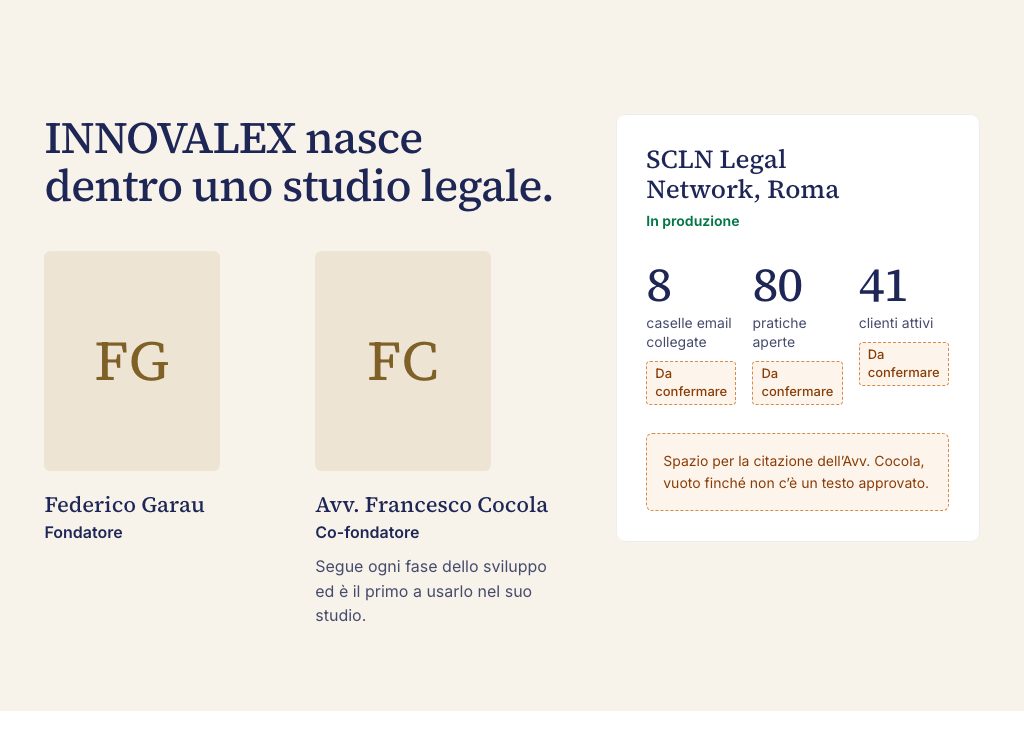 INNOVALEX nasce
dentro uno studio legale.
FG
Federico Garau
Fondatore
FC
Avv. Francesco Cocola
Co-fondatore
Segue ogni fase dello sviluppo
ed è il primo a usarlo nel suo
studio.
SCLN Legal
Network, Roma
In produzione
8
caselle email
collegate
Da
confermare
80
pratiche
aperte
Da
confermare
41
clienti attivi
Da
confermare
Spazio per la citazione dell’Avv. Cocola,
vuoto finché non c’è un testo approvato.